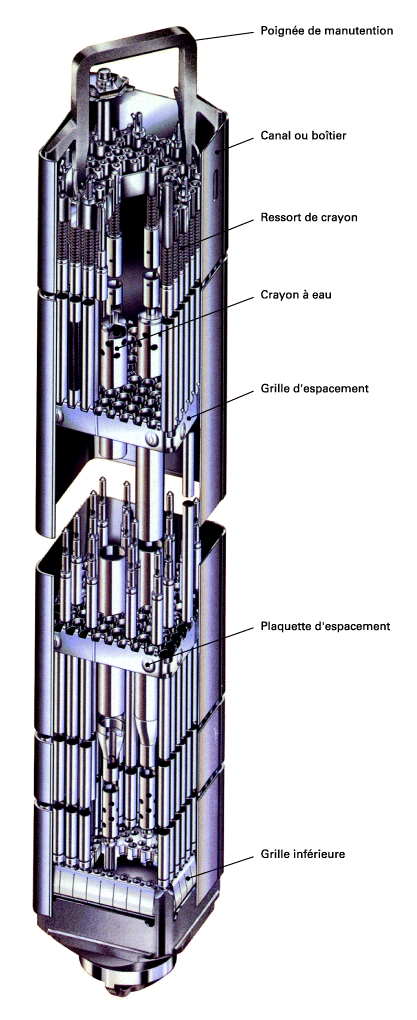 Poignée de manutention
Canal ou boîtier
Ressort de crayon
Crayon à eau
Grille d'espacement
Plaquette d'espacement
Grille inférieure